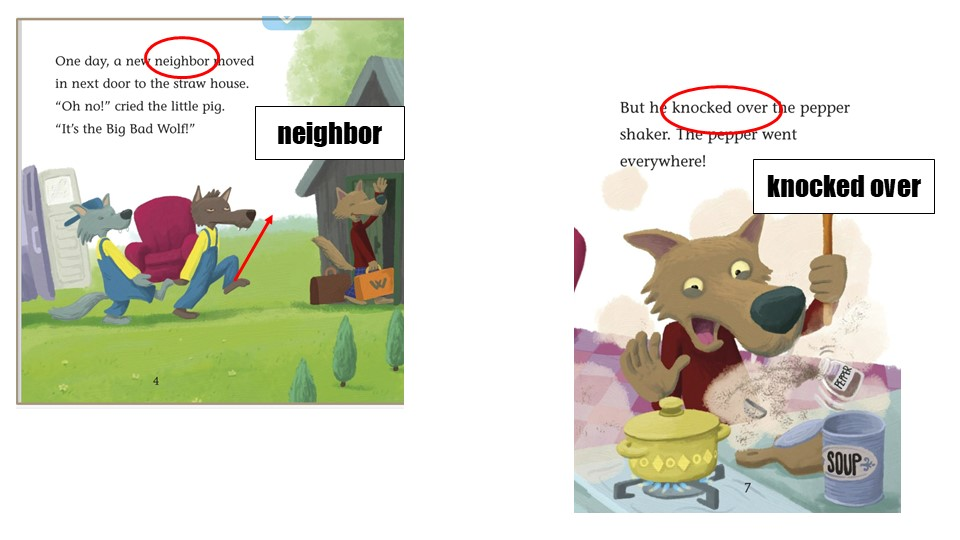 One day, a new neighbor moved
in next door to the straw house.
“Oh no!” cried the little pig.
“It’s the Big Bad Wolf!”
neighbor
W
4
But he knocked over the pepper
shaker. The pepper went
everywhere!
knocked over
PEPPER
SOUP
7